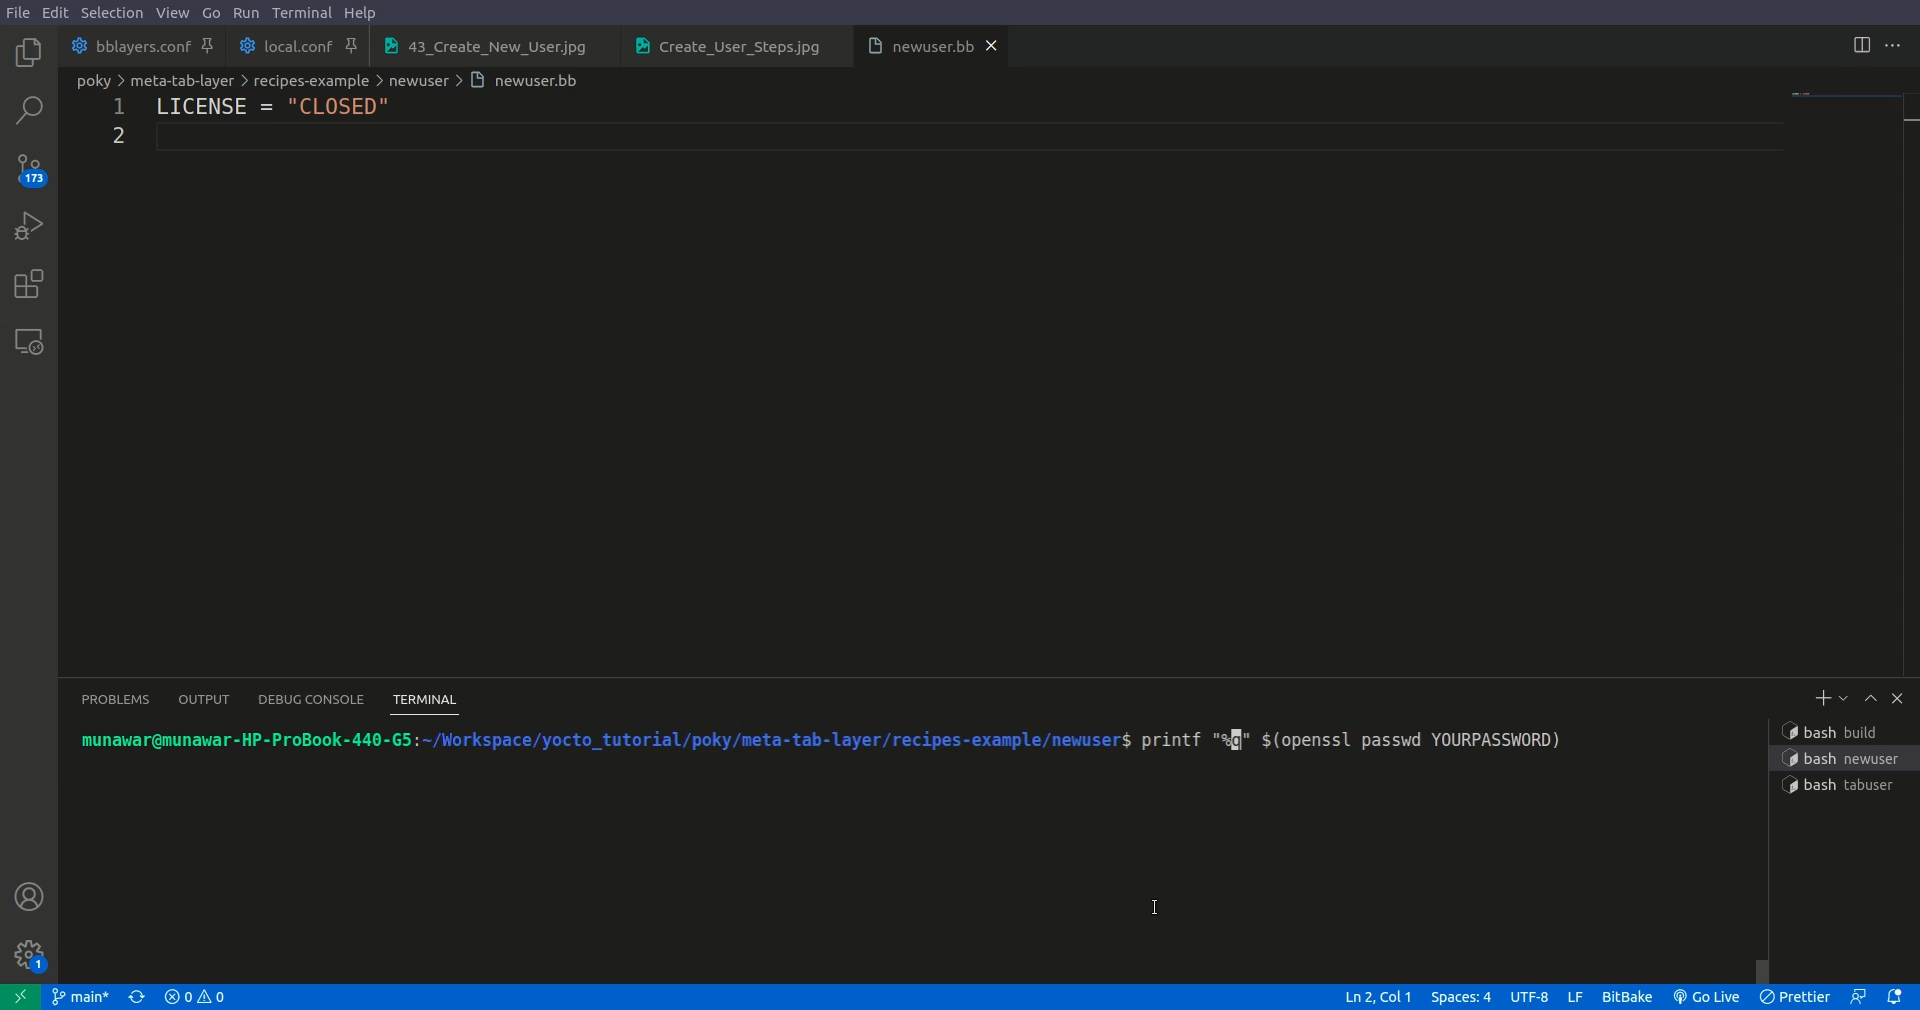 File Edit Selection View Go Run Terminal Help
bblayers.conf local.conf 43_Create_New_User.jpg Create_User_Steps.jpg newuser.bb
poky > meta-tab-layer > recipes-example > newuser > newuser.bb
1 LICENSE = "CLOSED"
2
173
PROBLEMS OUTPUT DEBUG CONSOLE TERMINAL
munawar@munawar-HP-ProBook-440-G5:~/Workspace/yocto_tutorial/poky/meta-tab-layer/recipes-example/newuser$ printf "%q" $(openssl passwd YOURPASSWORD)
bash build
bash newuser
bash tabuser
1
main* 0 0 Ln 2, Col 1 Spaces: 4 UTF-8 LF BitBake Go Live Prettier